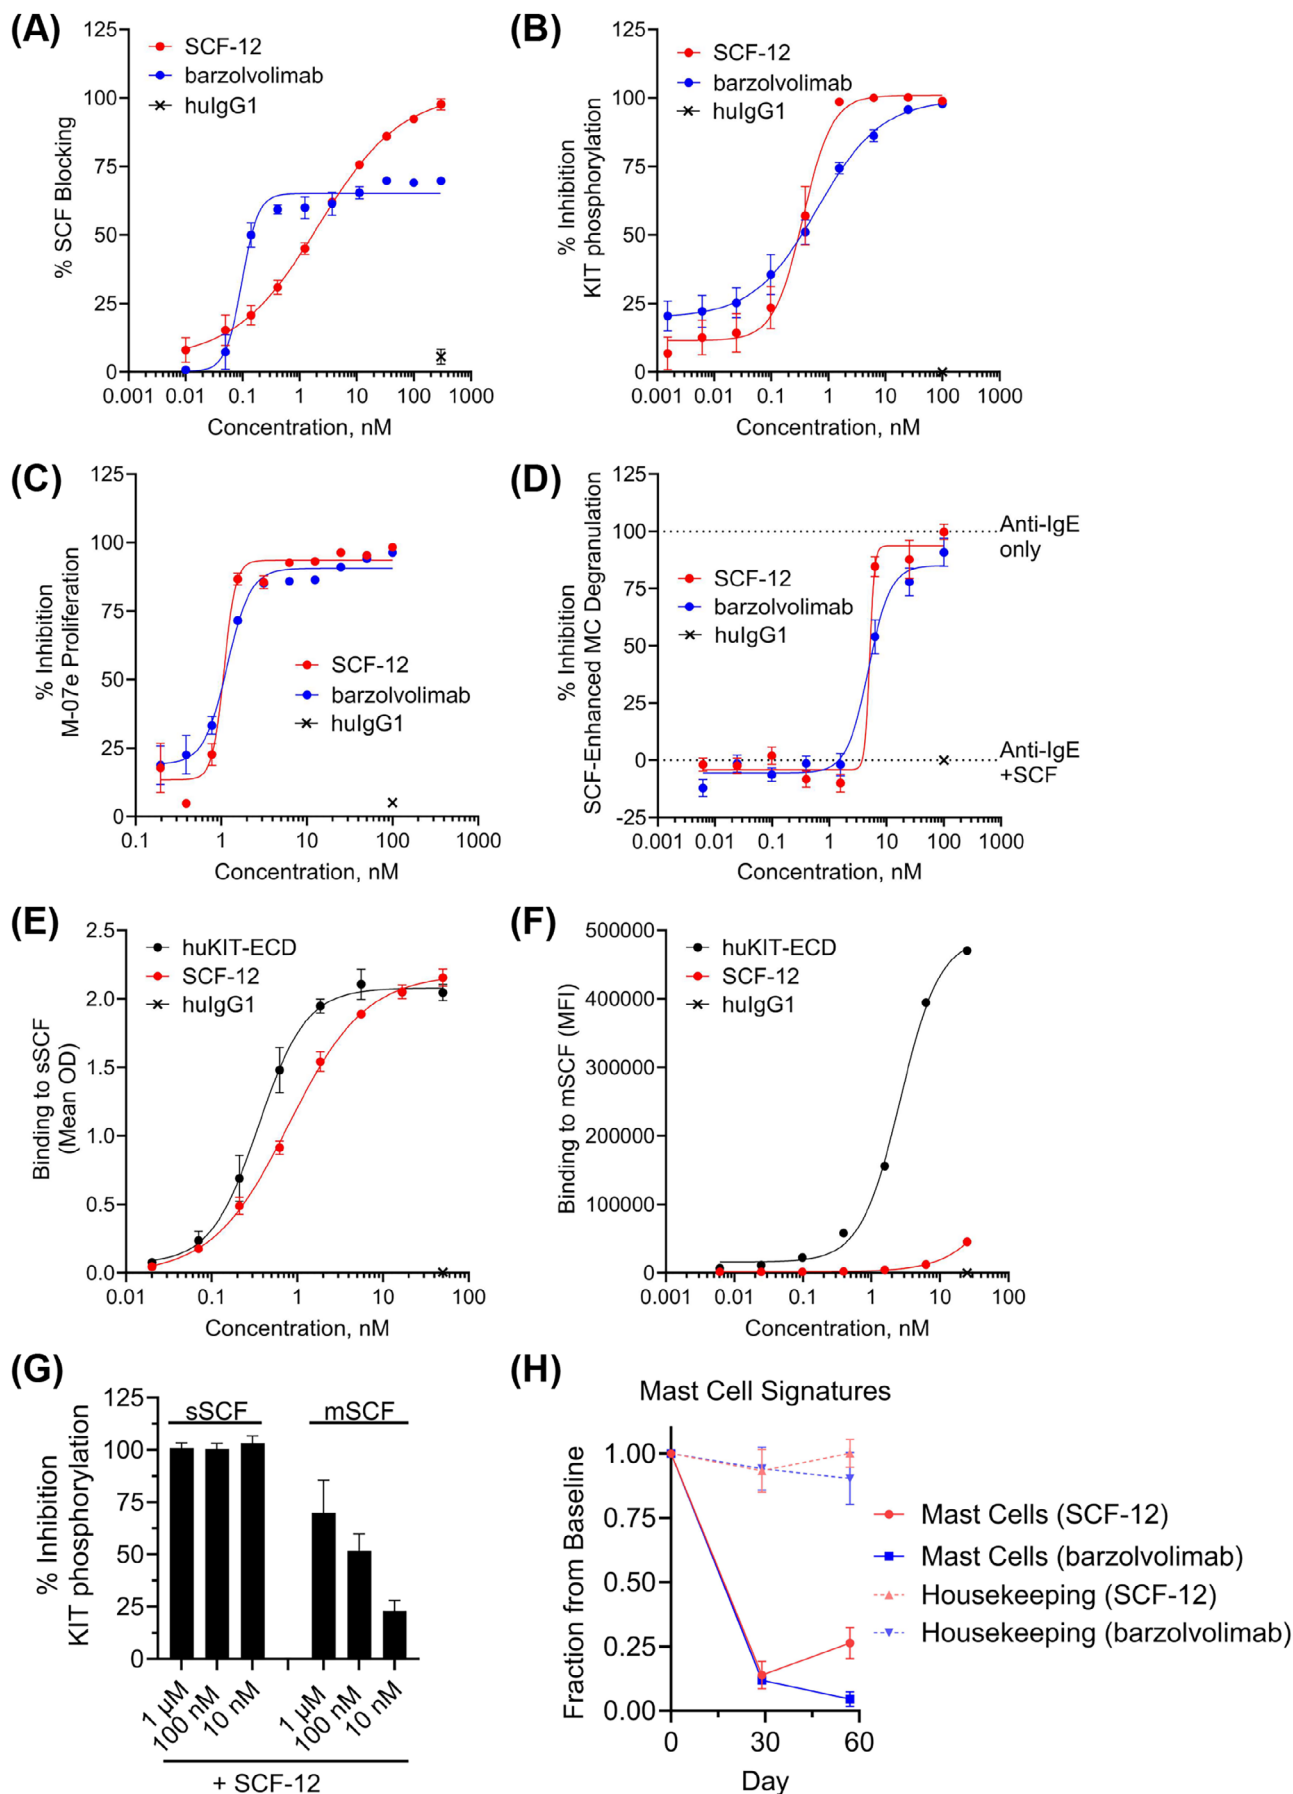 (A)
% SCF Blocking
125
100
75
50
25
0
SCF-12
barzolvolimab
huIgG1
0.001 0.01 0.1 1 10 100 1000
Concentration, nM
(B)
% Inhibition
KIT phosphorylation
125
100
75
50
25
0
SCF-12
barzolvolimab
huIgG1
0.001 0.01 0.1 1 10 100 1000
Concentration, nM
(C)
% Inhibition
M-07e Proliferation
125
100
75
50
25
0
SCF-12
barzolvolimab
huIgG1
0.1 1 10 100 1000
Concentration, nM
(D)
% Inhibition
SCF-Enhanced MC Degranulation
125
100
75
50
25
0
-25
SCF-12
barzolvolimab
huIgG1
Anti-IgE
only
Anti-IgE
+SCF
0.001 0.01 0.1 1 10 100 1000
Concentration, nM
(E)
Binding to sSCF
(Mean OD)
2.5
2.0
1.5
1.0
0.5
0.0
huKIT-ECD
SCF-12
huIgG1
0.01 0.1 1 10 100
Concentration, nM
(F)
Binding to mSCF (MFI)
500000
400000
300000
200000
100000
0
huKIT-ECD
SCF-12
huIgG1
0.001 0.01 0.1 1 10 100
Concentration, nM
(G)
% Inhibition
KIT phosphorylation
125
100
75
50
25
0
sSCF mSCF
1 µM 100 nM 10 nM 1 µM 100 nM 10 nM
+ SCF-12
(H)
Mast Cell Signatures
Fraction from Baseline
1.00
0.75
0.50
0.25
0.00
Mast Cells (SCF-12)
Mast Cells (barzolvolimab)
Housekeeping (SCF-12)
Housekeeping (barzolvolimab)
0 30 60
Day